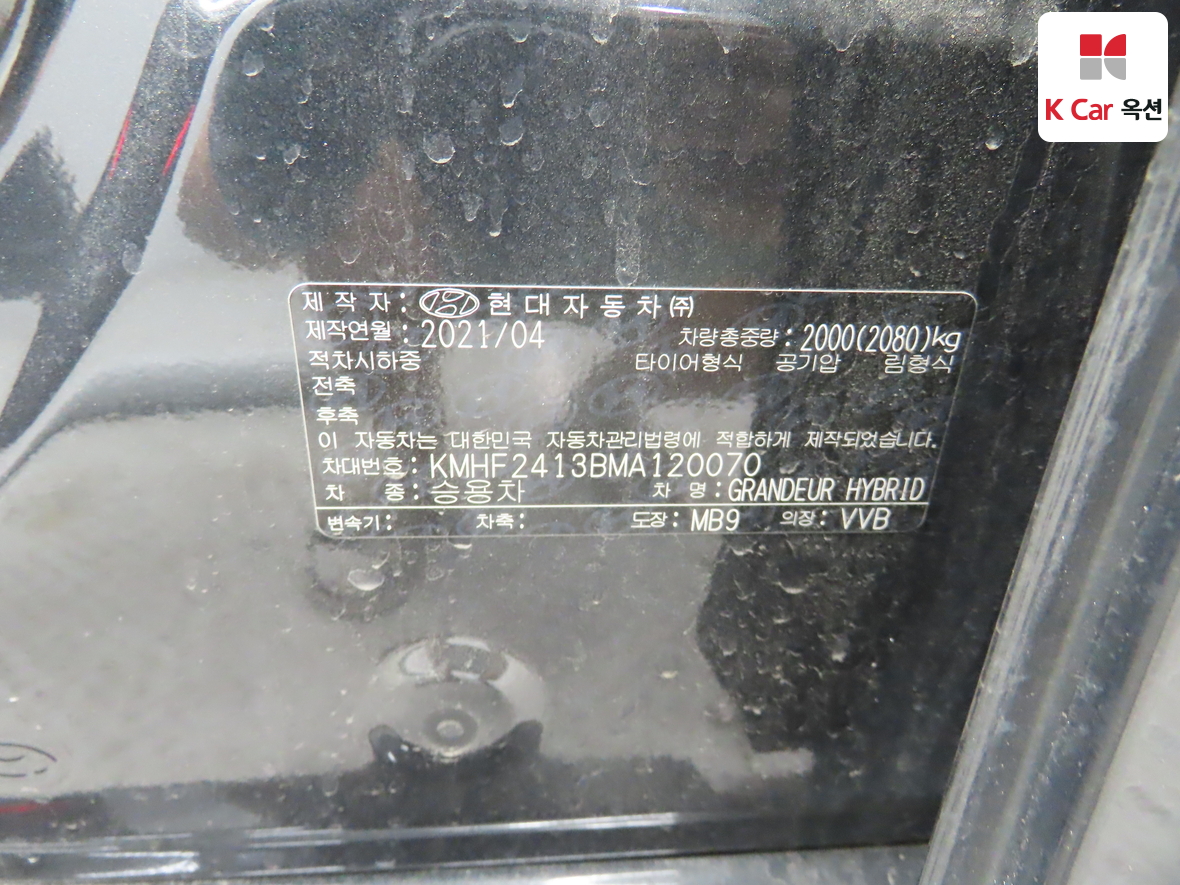 K Car 옥션
제 작 자 : 현대자동차(주)
제작연월 : 2021/04 차량총중량 : 2000(2080)kg
적차시하중 타이어형식 공기압 림형식
전축
후축
이 자동차는 대한민국 자동차관리법령에 적합하게 제작되었습니다.
차대번호 : KMHF2413BMA120070
차 종 : 승용차 차 명 : GRANDEUR HYBRID
변속기 : 차축 : 도장 : MB9 의장 : VVB